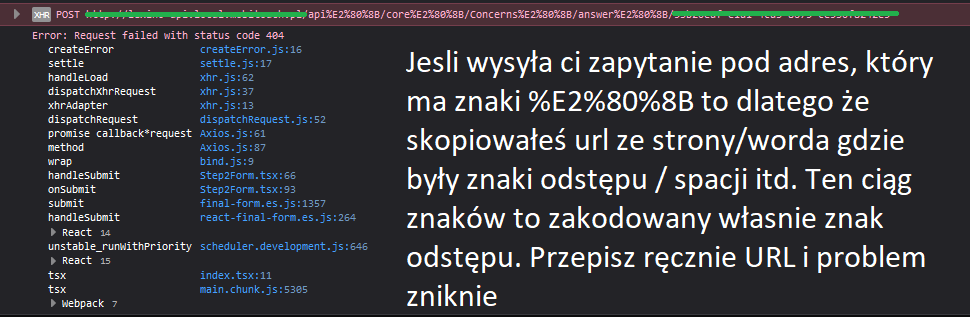 XHR POST /api%E2%80%8B/core%E2%80%8B/Concerns%E2%80%8B/answer%E2%80%8B/
Error: Request failed with status code 404
createError createError.js:16
settle settle.js:17
handleLoad xhr.js:62
dispatchXhrRequest xhr.js:37
xhrAdapter xhr.js:13
dispatchRequest dispatchRequest.js:52
promise callback*request Axios.js:61
method Axios.js:87
wrap bind.js:9
handleSubmit Step2Form.tsx:66
onSubmit Step2Form.tsx:93
submit final-form.es.js:1357
handleSubmit react-final-form.es.js:264
React 14
unstable_runWithPriority scheduler.development.js:646
React 15
tsx index.tsx:11
tsx main.chunk.js:5305
Webpack 7
Jesli wysyła ci zapytanie pod adres, który
ma znaki %E2%80%8B to dlatego że
skopiowałeś url ze strony/worda gdzie
były znaki odstępu / spacji itd. Ten ciąg
znaków to zakodowany własnie znak
odstępu. Przepisz ręcznie URL i problem
zniknie